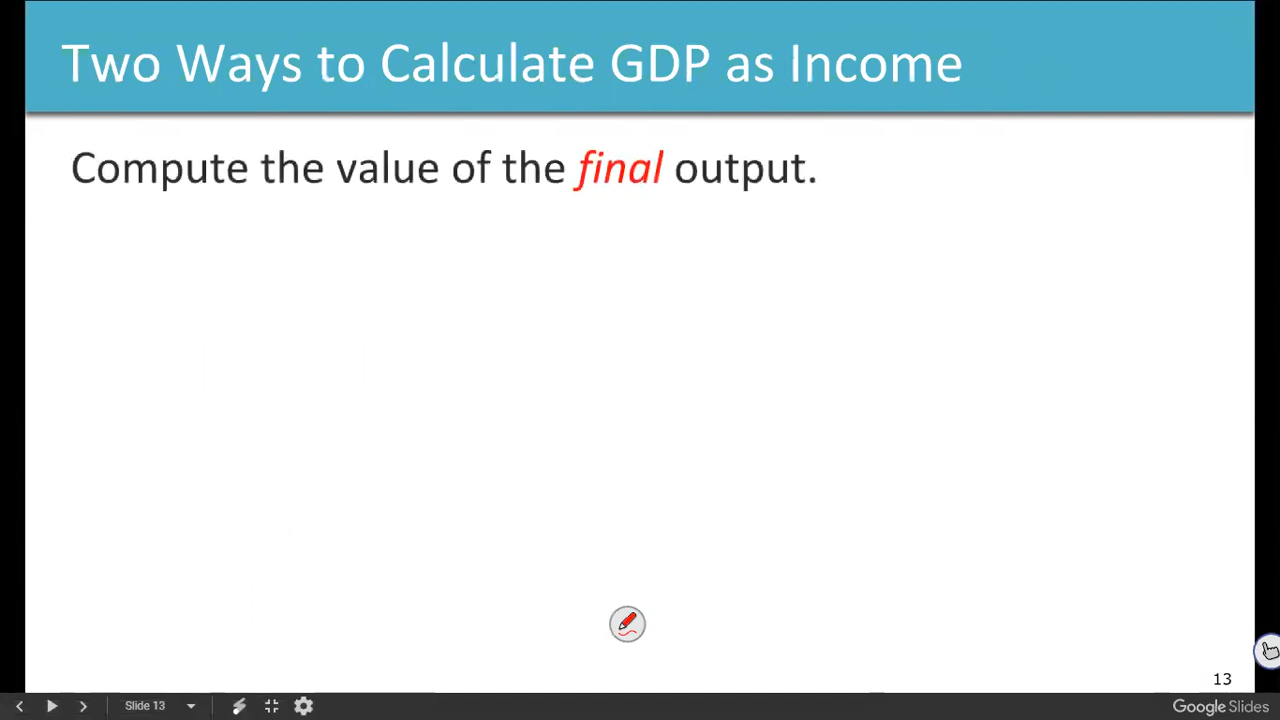 Two Ways to Calculate GDP as Income
Compute the value of the final output.
13
Slide 13
Google Slides